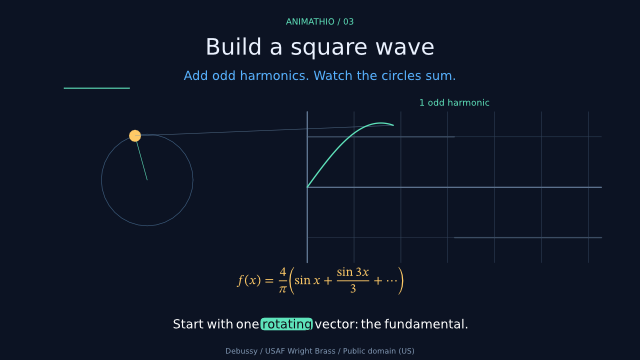 ANIMATHIO / 03
Build a square wave
Add odd harmonics. Watch the circles sum.
1 odd harmonic
f(x) = 4/π (sin x + sin 3x/3 + ⋯)
Start with one rotating vector: the fundamental.
Debussy / USAF Wright Brass / Public domain (US)